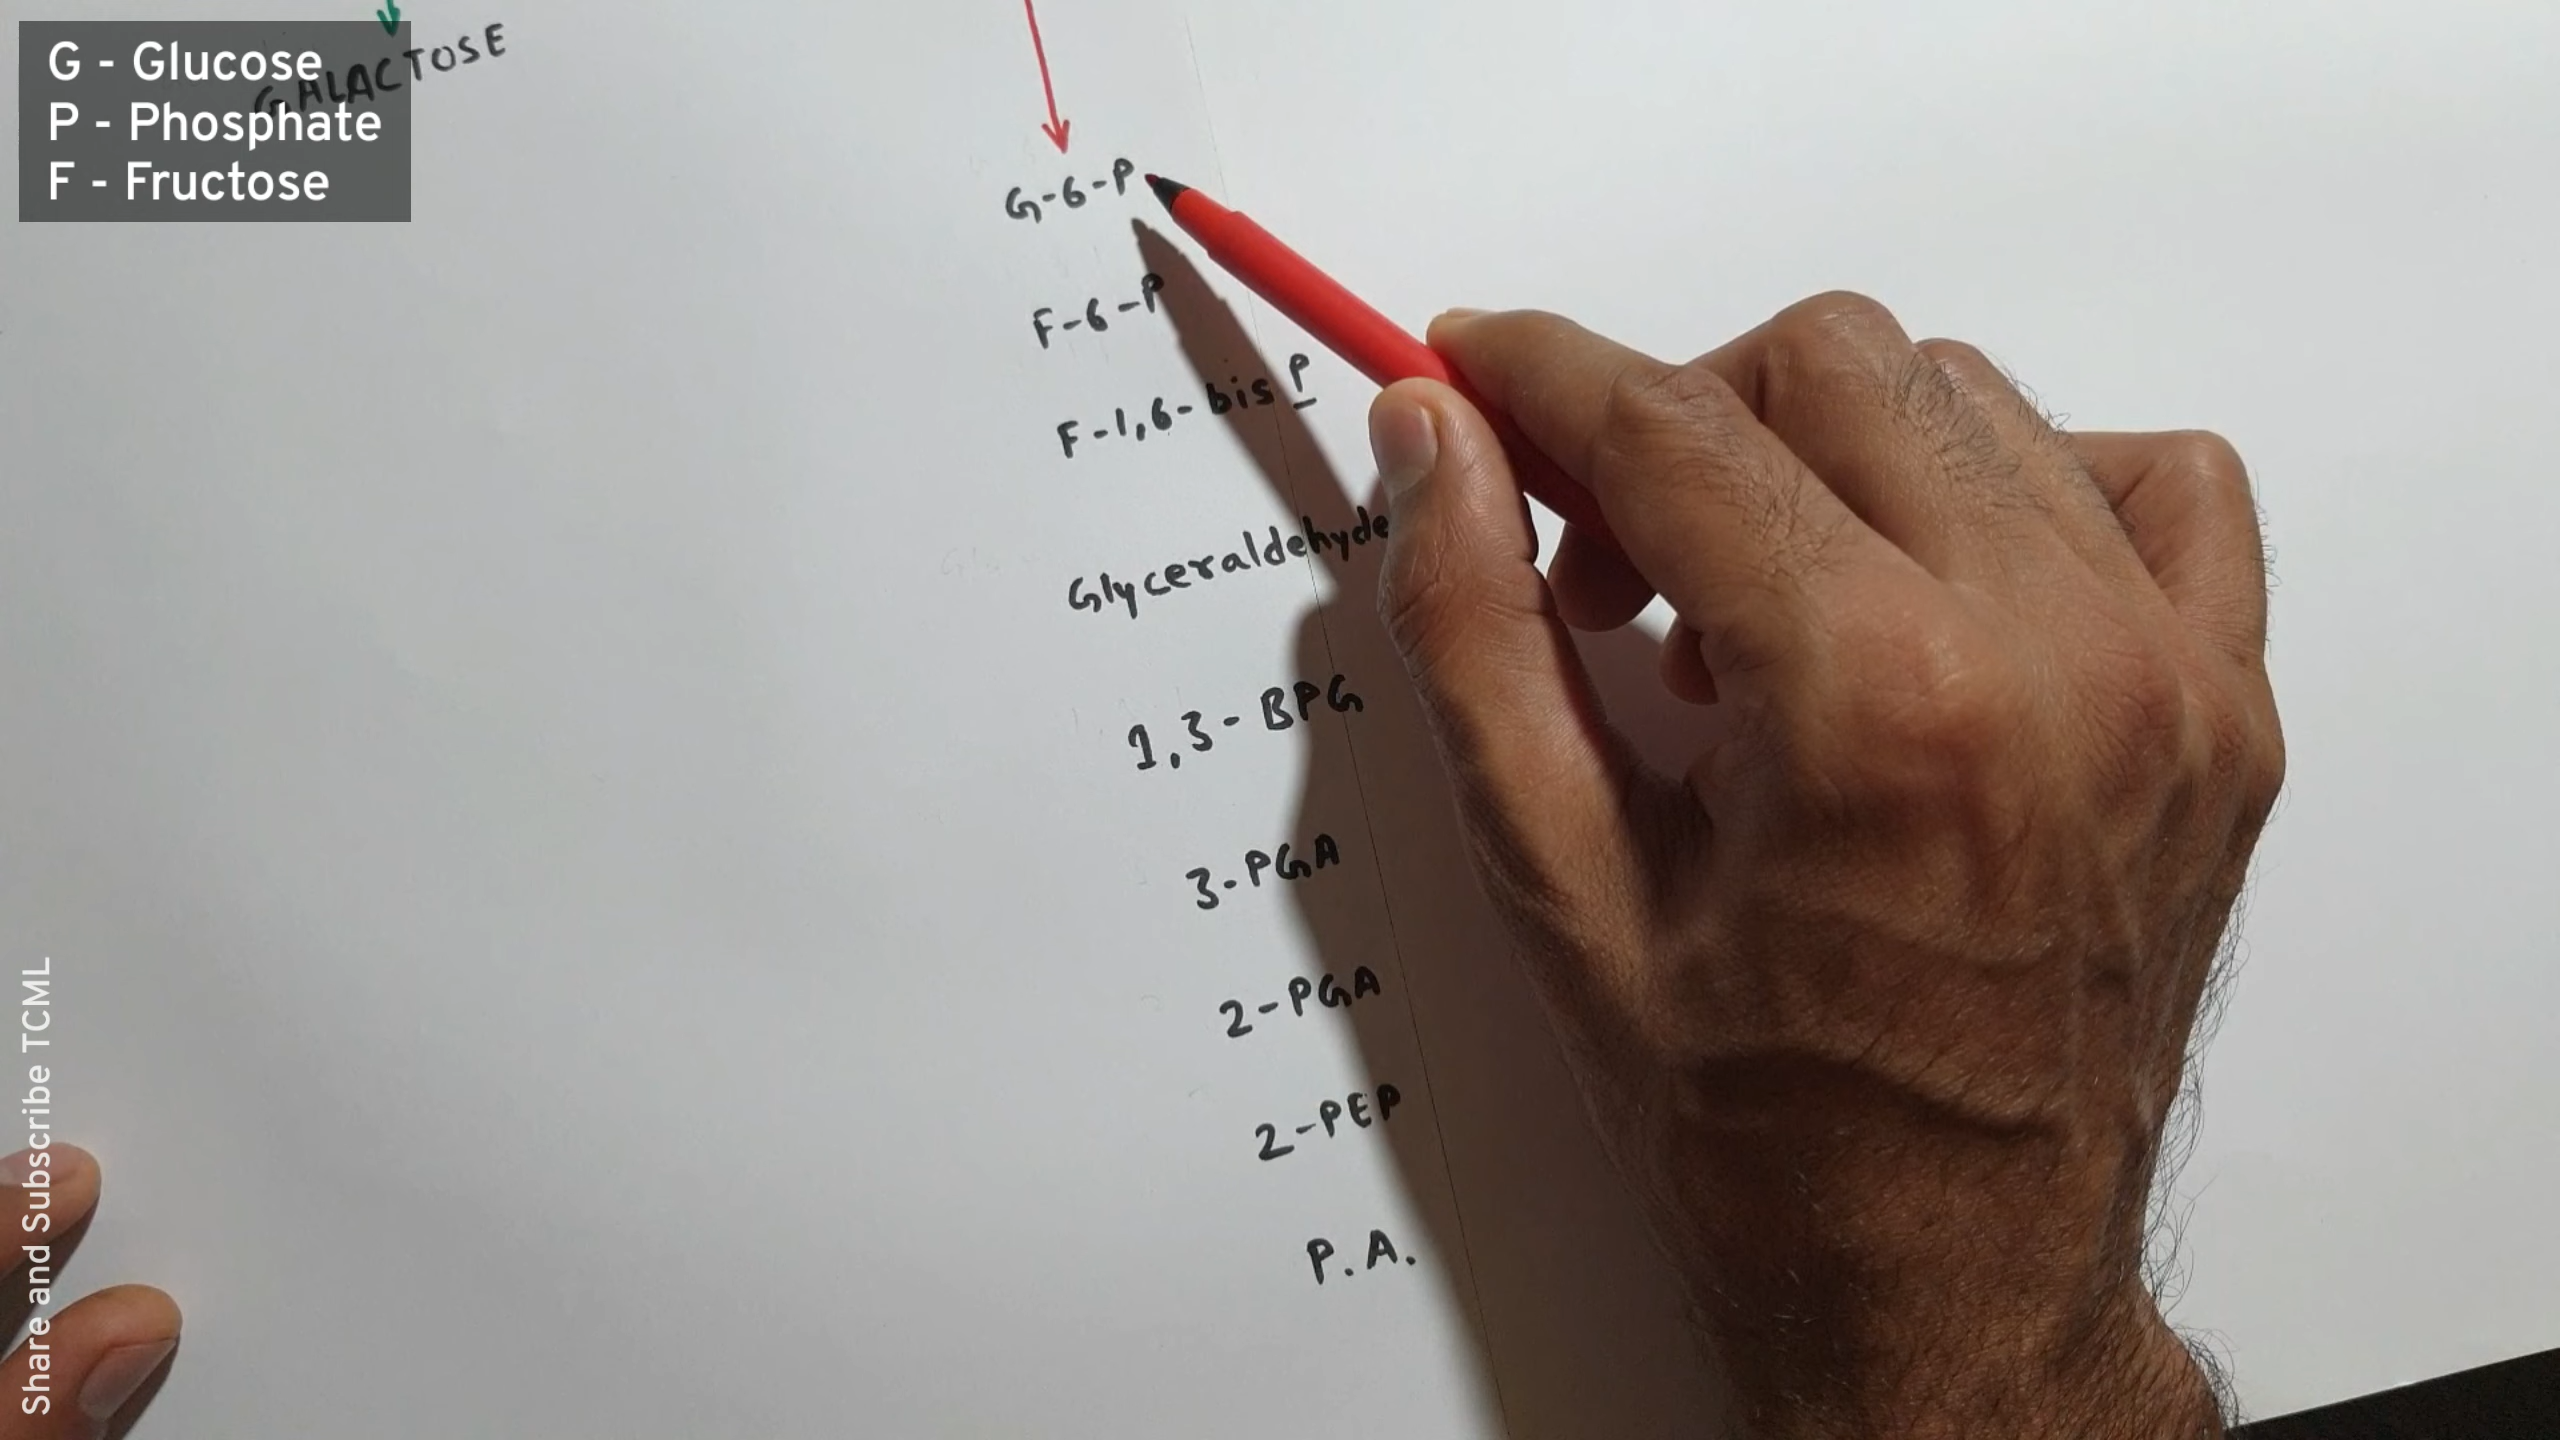 G - Glucose
P - Phosphate
F - Fructose
GALACTOSE
G-6-P
F-6-P
F-1,6-bis P
Glyceraldehyde
1,3-BPG
3-PGA
2-PGA
2-PEP
P.A.
Share and Subscribe TCML